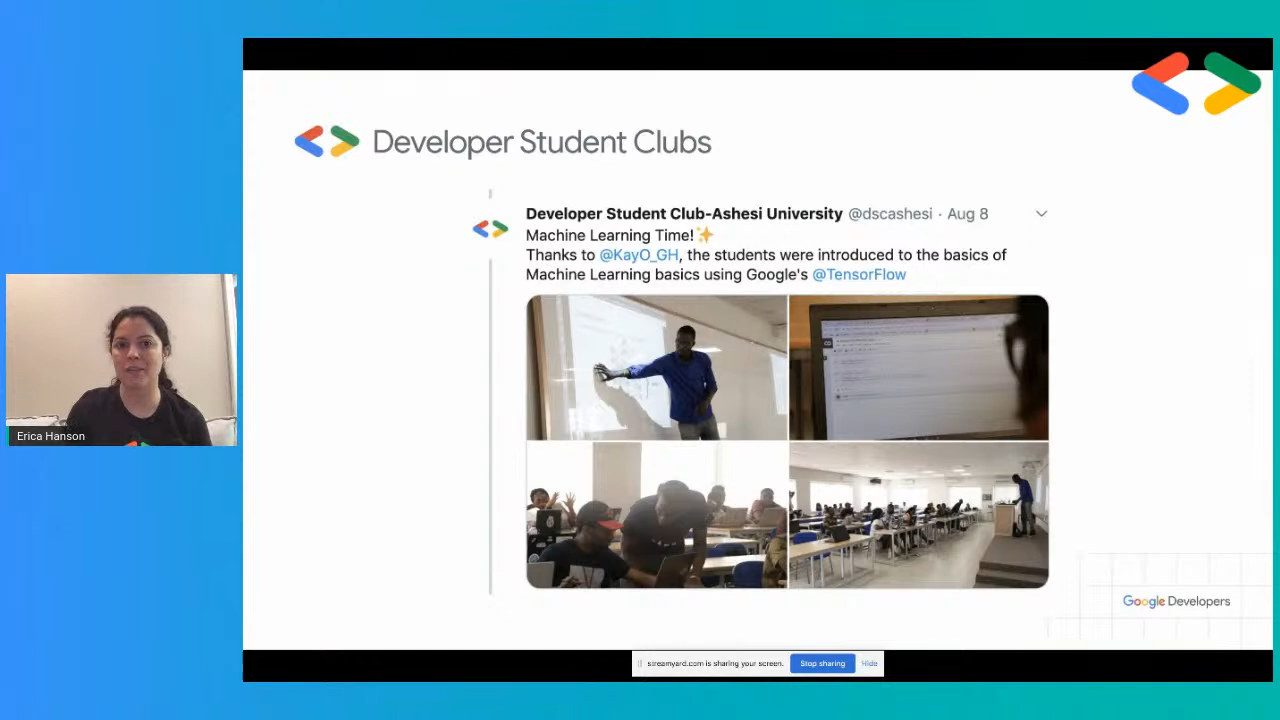 Developer Student Clubs
Developer Student Club-Ashesi University @dscashesi · Aug 8
Machine Learning Time!✨
Thanks to @KayO_GH, the students were introduced to the basics of
Machine Learning basics using Google's @TensorFlow
Erica Hanson
Google Developers
streamyard.com is sharing your screen. Stop sharing Hide